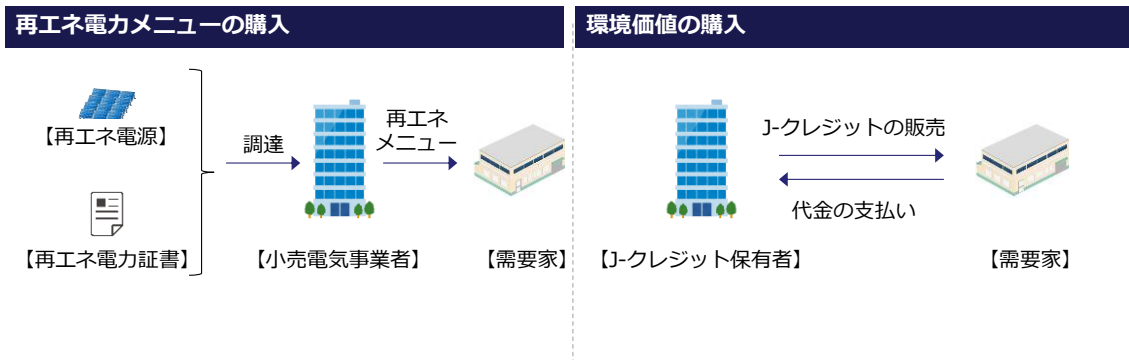 再エネ電力メニューの購入
【再エネ電源】
【再エネ電力証書】
調達
【小売電気事業者】
再エネ
メニュー
【需要家】
環境価値の購入
【J-クレジット保有者】
J-クレジットの販売
代金の支払い
【需要家】